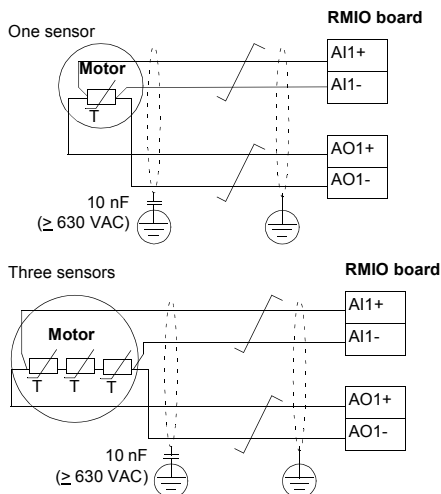 RMIO board
One sensor
Motor
T
AI1+
AI1-
AO1+
AO1-
10 nF
(≥ 630 VAC)
Three sensors
RMIO board
Motor
T T T
AI1+
AI1-
AO1+
AO1-
10 nF
(≥ 630 VAC)